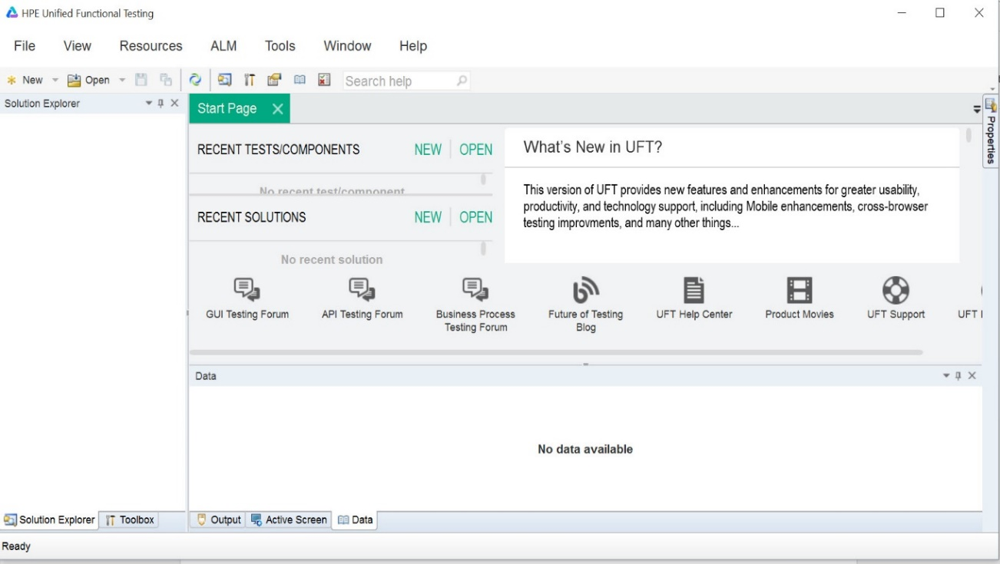 HPE Unified Functional Testing
File View Resources ALM Tools Window Help
New Open Search help
Solution Explorer
Start Page
Properties
RECENT TESTS/COMPONENTS NEW OPEN
No recent test/component
RECENT SOLUTIONS NEW OPEN
No recent solution
What's New in UFT?
This version of UFT provides new features and enhancements for greater usability,
productivity, and technology support, including Mobile enhancements, cross-browser
testing improvments, and many other things...
GUI Testing Forum
API Testing Forum
Business Process
Testing Forum
Future of Testing
Blog
UFT Help Center
Product Movies
UFT Support
UFT
Data
No data available
Solution Explorer Toolbox
Output Active Screen Data
Ready